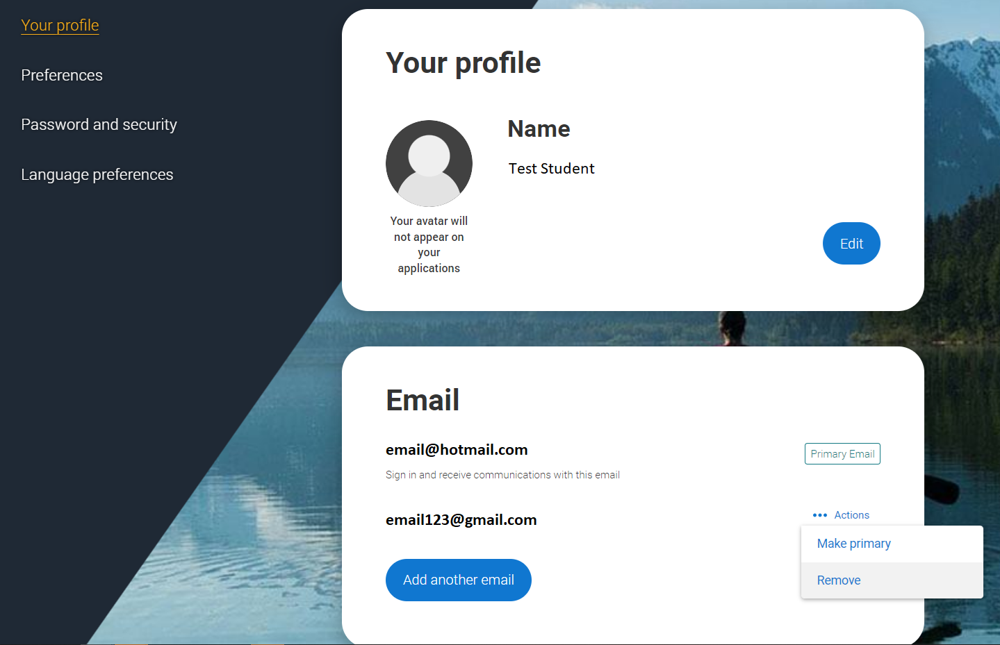 Your profile
Preferences
Password and security
Language preferences
Your profile
Name
Test Student
Your avatar will
not appear on
your
applications
Edit
Email
email@hotmail.com
Primary Email
Sign in and receive communications with this email
email123@gmail.com
Actions
Make primary
Remove
Add another email